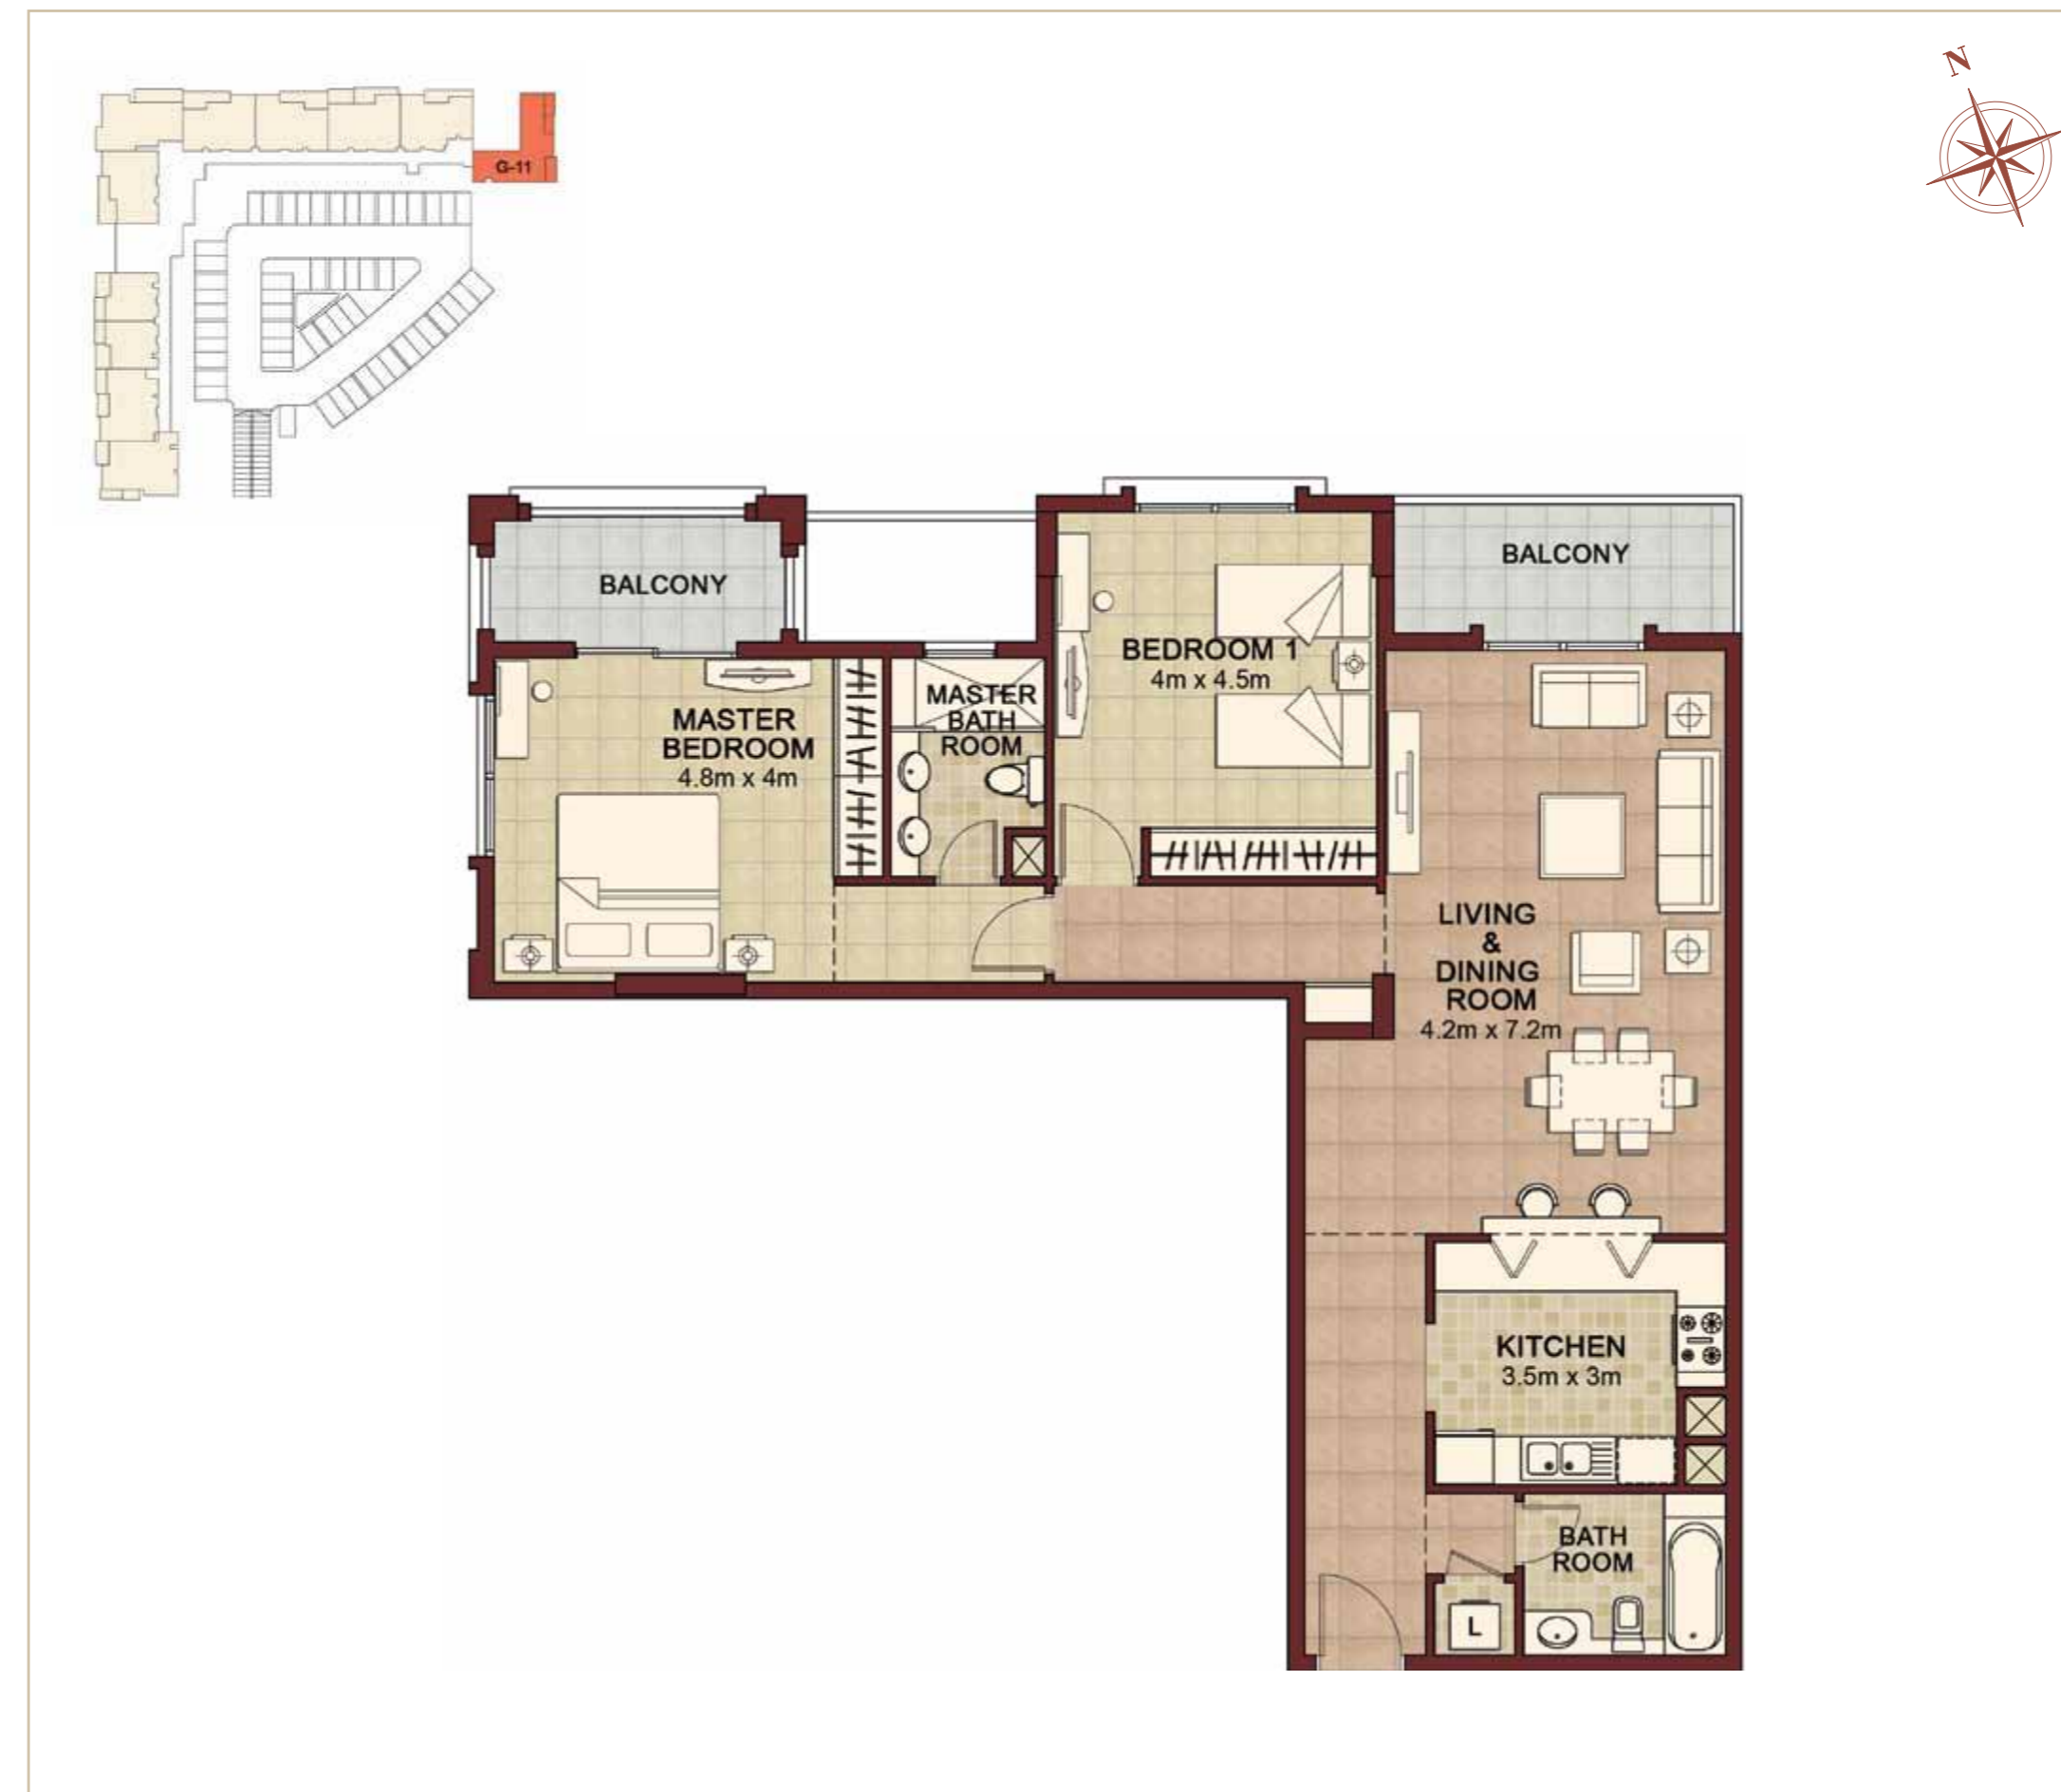 N
G-11
BALCONY
BALCONY
BEDROOM 1
4m x 4.5m
MASTER
BATH
ROOM
MASTER
BEDROOM
4.8m x 4m
LIVING
&
DINING
ROOM
4.2m x 7.2m
KITCHEN
3.5m x 3m
BATH
ROOM
L